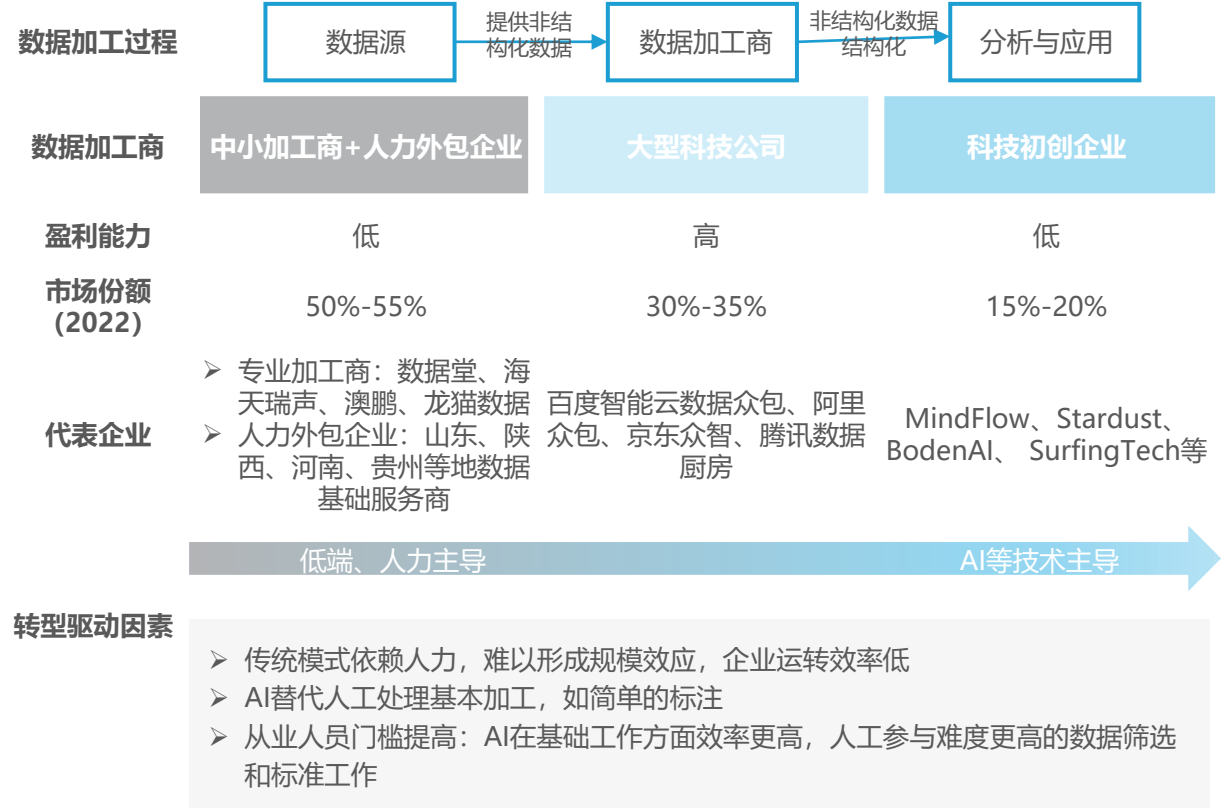 数据加工过程
数据源
提供非结
构化数据
数据加工商
非结构化数据
结构化
分析与应用
数据加工商
中小加工商+人力外包企业
大型科技公司
科技初创企业
盈利能力
低
高
低
市场份额
（2022）
50%-55%
30%-35%
15%-20%
代表企业
➢ 专业加工商：数据堂、海
天瑞声、澳鹏、龙猫数据
➢ 人力外包企业：山东、陕
西、河南、贵州等地数据
基础服务商
百度智能云数据众包、阿里
众包、京东众智、腾讯数据
厨房
MindFlow、Stardust、
BodenAI、 SurfingTech等
低端、人力主导
AI等技术主导
转型驱动因素
➢ 传统模式依赖人力，难以形成规模效应，企业运转效率低
➢ AI替代人工处理基本加工，如简单的标注
➢ 从业人员门槛提高：AI在基础工作方面效率更高，人工参与难度更高的数据筛选
和标准工作